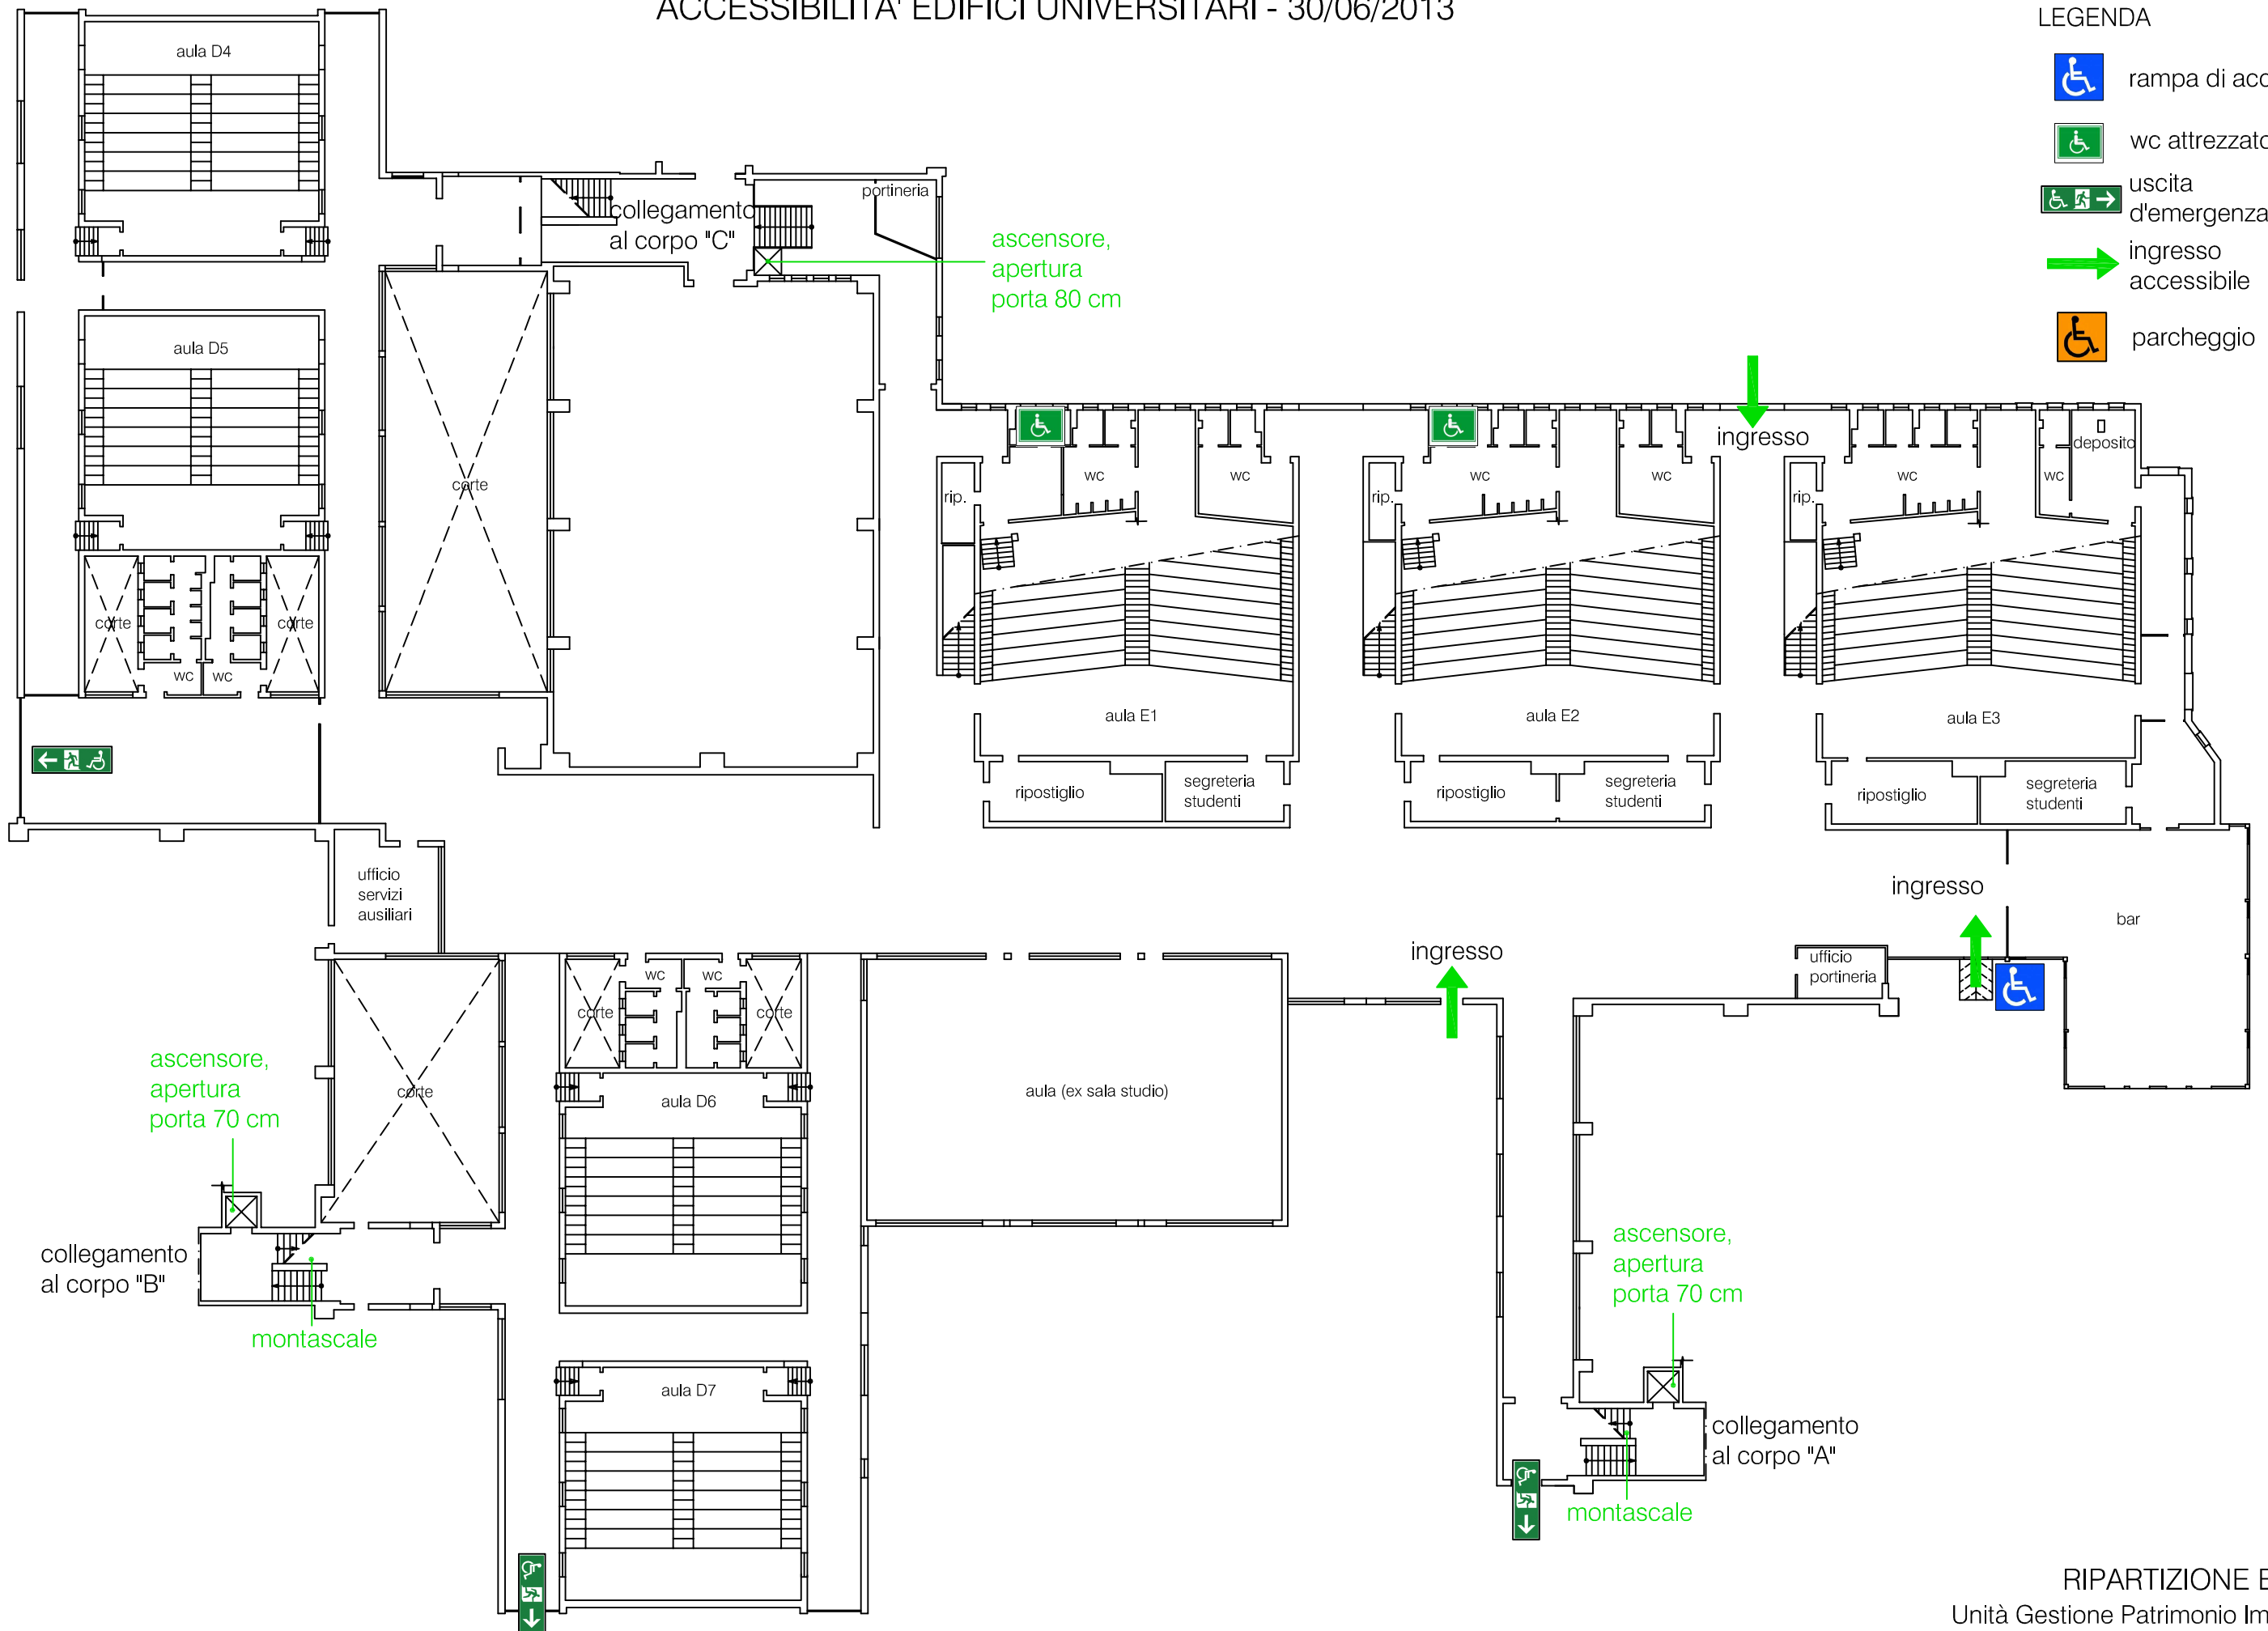 ACCESSIBILITA' EDIFICI UNIVERSITARI - 30/06/2013
LEGENDA
rampa di acc
wc attrezzato
uscita
d'emergenza
ingresso
accessibile
parcheggio
aula D4
portineria
collegamento
al corpo "C"
ascensore,
apertura
porta 80 cm
aula D5
corte
corte
corte
wc
wc
ingresso
deposito
rip.
wc
wc
rip.
wc
wc
rip.
wc
wc
aula E1
aula E2
aula E3
ripostiglio
segreteria
studenti
ripostiglio
segreteria
studenti
ripostiglio
segreteria
studenti
ufficio
servizi
ausiliari
ingresso
bar
ingresso
ufficio
portineria
wc
wc
corte
corte
corte
ascensore,
apertura
porta 70 cm
aula D6
aula (ex sala studio)
collegamento
al corpo "B"
montascale
ascensore,
apertura
porta 70 cm
aula D7
collegamento
al corpo "A"
montascale
RIPARTIZIONE E
Unità Gestione Patrimonio Im